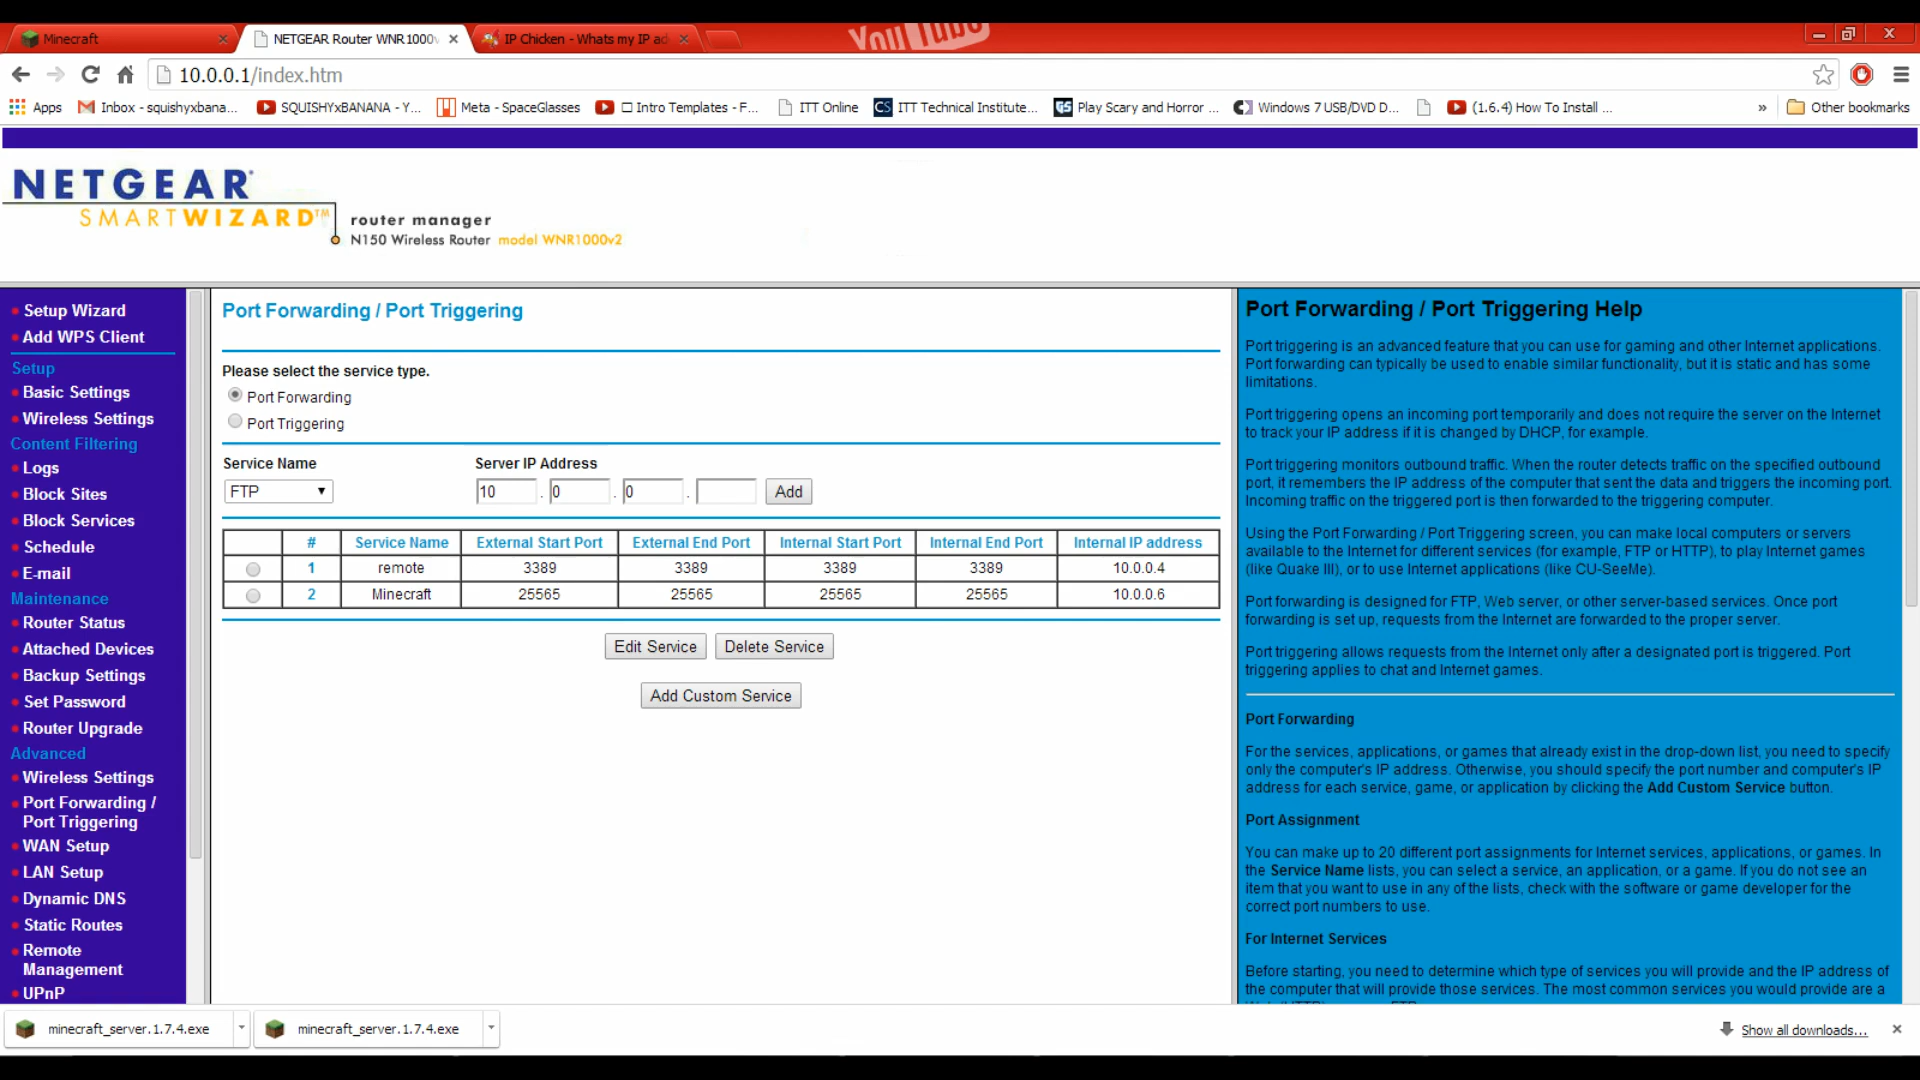 Minecraft
NETGEAR Router WNR1000v
IP Chicken - Whats my IP ad
YouTube
10.0.0.1/index.htm
Apps
Inbox - squishyxbana...
SQUISHYxBANANA - Y...
Meta - SpaceGlasses
Intro Templates - F...
ITT Online
ITT Technical Institute...
Play Scary and Horror ...
Windows 7 USB/DVD D...
(1.6.4) How To Install ...
»
Other bookmarks
NETGEAR
SMARTWIZARD™
router manager
N150 Wireless Router model WNR1000v2
Setup Wizard
Add WPS Client
Setup
Basic Settings
Wireless Settings
Content Filtering
Logs
Block Sites
Block Services
Schedule
E-mail
Maintenance
Router Status
Attached Devices
Backup Settings
Set Password
Router Upgrade
Advanced
Wireless Settings
Port Forwarding /
Port Triggering
WAN Setup
LAN Setup
Dynamic DNS
Static Routes
Remote
Management
UPnP
Port Forwarding / Port Triggering
Please select the service type.
Port Forwarding
Port Triggering
Service Name Server IP Address
FTP 10 . 0 . 0 . Add
# Service Name External Start Port External End Port Internal Start Port Internal End Port Internal IP address
1 remote 3389 3389 3389 3389 10.0.0.4
2 Minecraft 25565 25565 25565 25565 10.0.0.6
Edit Service Delete Service
Add Custom Service
Port Forwarding / Port Triggering Help
Port triggering is an advanced feature that you can use for gaming and other Internet applications.
Port forwarding can typically be used to enable similar functionality, but it is static and has some
limitations.
Port triggering opens an incoming port temporarily and does not require the server on the Internet
to track your IP address if it is changed by DHCP, for example.
Port triggering monitors outbound traffic. When the router detects traffic on the specified outbound
port, it remembers the IP address of the computer that sent the data and triggers the incoming port.
Incoming traffic on the triggered port is then forwarded to the triggering computer.
Using the Port Forwarding / Port Triggering screen, you can make local computers or servers
available to the Internet for different services (for example, FTP or HTTP), to play Internet games
(like Quake III), or to use Internet applications (like CU-SeeMe).
Port forwarding is designed for FTP, Web server, or other server-based services. Once port
forwarding is set up, requests from the Internet are forwarded to the proper server.
Port triggering allows requests from the Internet only after a designated port is triggered. Port
triggering applies to chat and Internet games.
Port Forwarding
For the services, applications, or games that already exist in the drop-down list, you need to specify
only the computer's IP address. Otherwise, you should specify the port number and computer's IP
address for each service, game, or application by clicking the Add Custom Service button.
Port Assignment
You can make up to 20 different port assignments for Internet services, applications, or games. In
the Service Name lists, you can select a service, an application, or a game. If you do not see an
item that you want to use in any of the lists, check with the software or game developer for the
correct port numbers to use.
For Internet Services
Before starting, you need to determine which type of services you will provide and the IP address of
the computer that will provide those services. The most common services you would provide are a
minecraft_server.1.7.4.exe
minecraft_server.1.7.4.exe
Show all downloads...